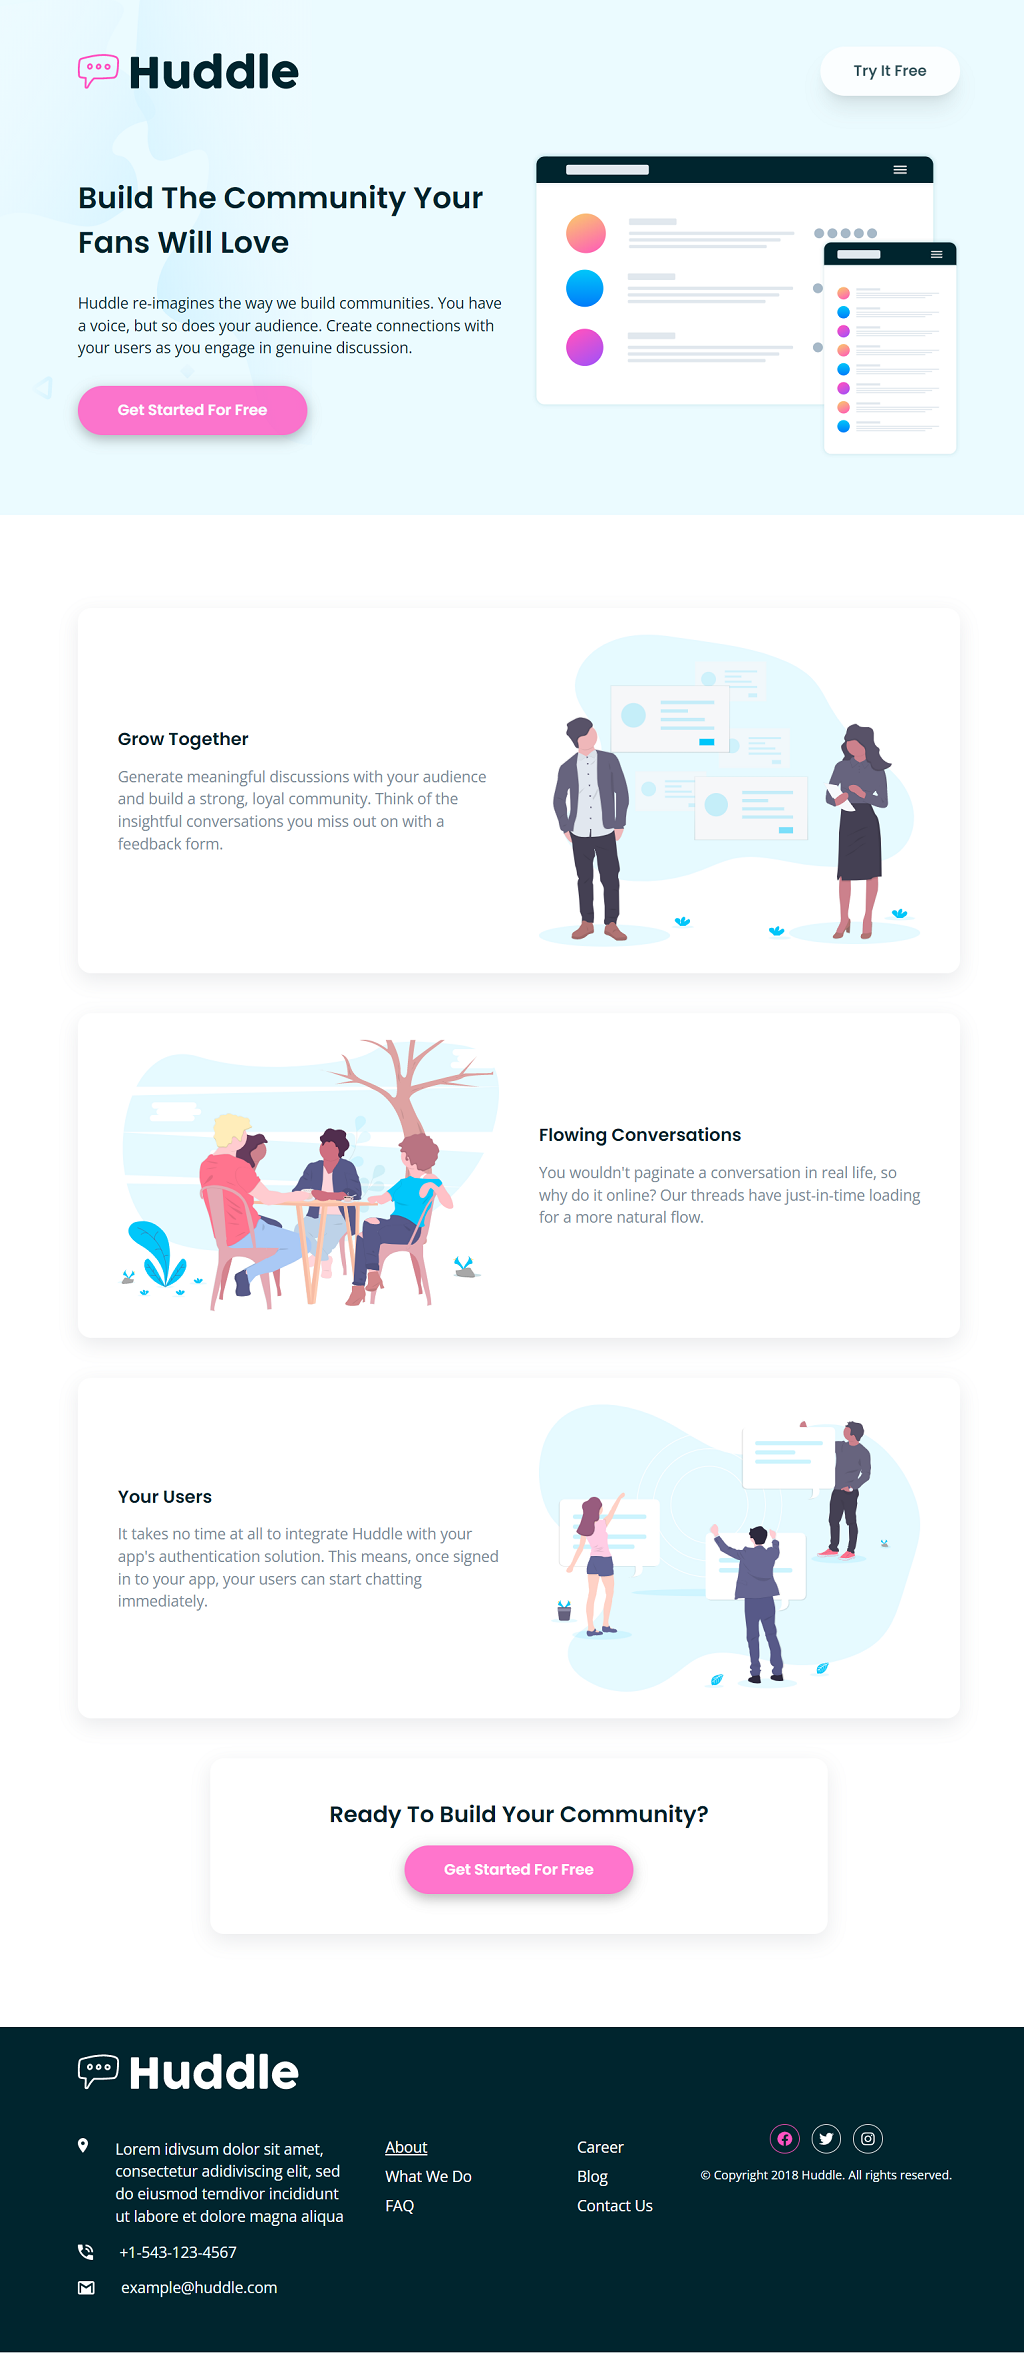 Huddle
Try It Free
Build The Community Your
Fans Will Love
Huddle re-imagines the way we build communities. You have
a voice, but so does your audience. Create connections with
your users as you engage in genuine discussion.
Get Started For Free
Grow Together
Generate meaningful discussions with your audience
and build a strong, loyal community. Think of the
insightful conversations you miss out on with a
feedback form.
Flowing Conversations
You wouldn't paginate a conversation in real life, so
why do it online? Our threads have just-in-time loading
for a more natural flow.
Your Users
It takes no time at all to integrate Huddle with your
app's authentication solution. This means, once signed
in to your app, your users can start chatting
immediately.
Ready To Build Your Community?
Get Started For Free
Huddle
Lorem idivsum dolor sit amet,
consectetur adidiviscing elit, sed
do eiusmod temdivor incididunt
ut labore et dolore magna aliqua
+1-543-123-4567
example@huddle.com
About
What We Do
FAQ
Career
Blog
Contact Us
© Copyright 2018 Huddle. All rights reserved.